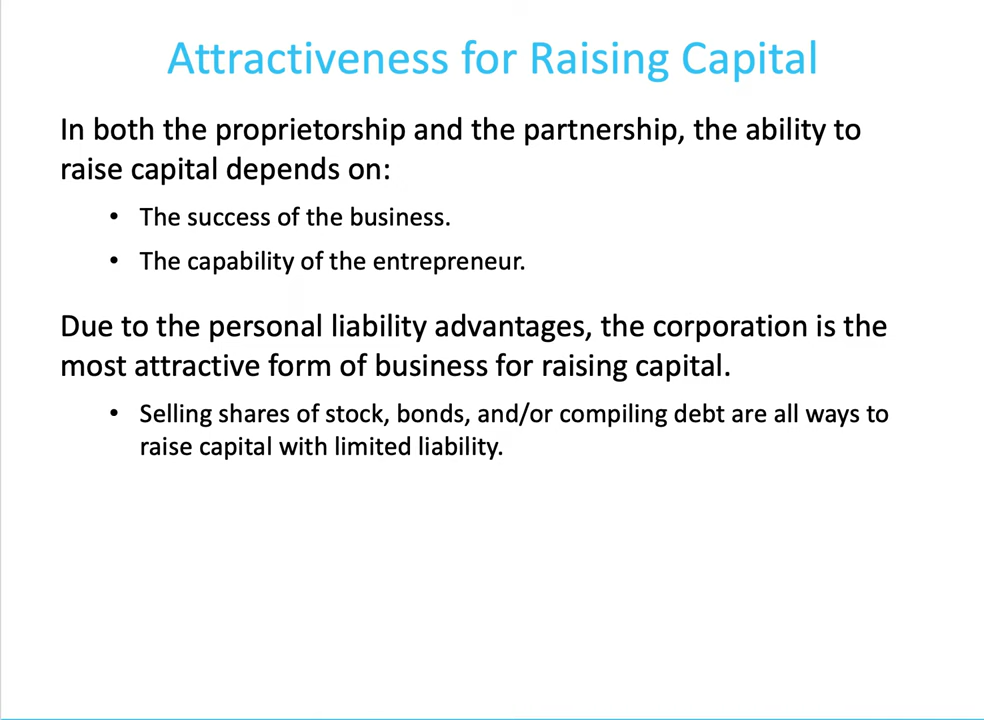 Attractiveness for Raising Capital
In both the proprietorship and the partnership, the ability to
raise capital depends on:
• The success of the business.
• The capability of the entrepreneur.
Due to the personal liability advantages, the corporation is the
most attractive form of business for raising capital.
• Selling shares of stock, bonds, and/or compiling debt are all ways to
raise capital with limited liability.